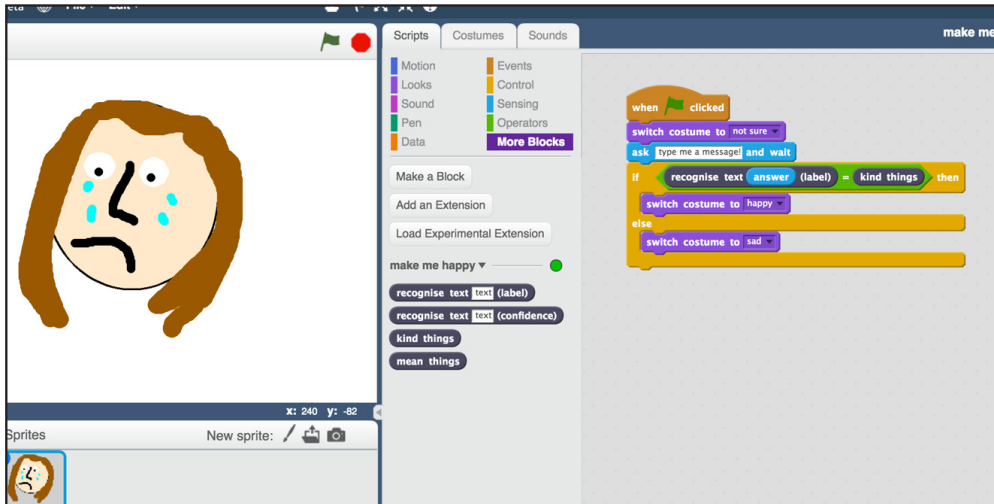 Scripts Costumes Sounds
make me
Motion Events
Looks Control
Sound Sensing
Pen Operators
Data More Blocks
Make a Block
Add an Extension
Load Experimental Extension
make me happy
recognise text text (label)
recognise text text (confidence)
kind things
mean things
when clicked
switch costume to not sure
ask type me a message! and wait
if recognise text answer (label) = kind things then
switch costume to happy
else
switch costume to sad
x: 240 y: -82
Sprites New sprite: